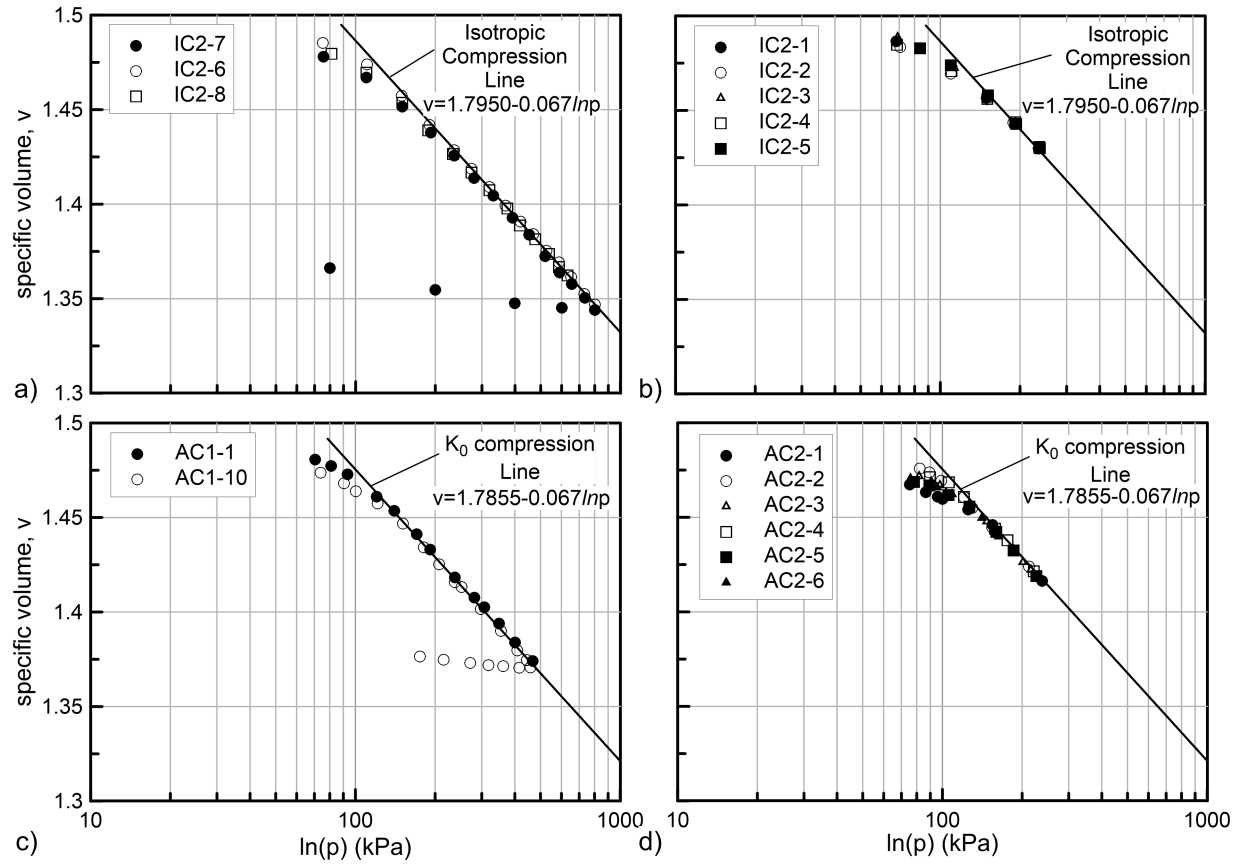 1.5
1.45
1.4
1.35
1.3
specific volume, v
IC2-7
IC2-6
IC2-8
Isotropic
Compression
Line
v=1.7950-0.067lnp
a)
IC2-1
IC2-2
IC2-3
IC2-4
IC2-5
Isotropic
Compression
Line
v=1.7950-0.067lnp
10
100
1000
b)
1.5
1.45
1.4
1.35
1.3
specific volume, v
AC1-1
AC1-10
K0 compression
Line
v=1.7855-0.067lnp
10
100
1000
ln(p) (kPa)
c)
AC2-1
AC2-2
AC2-3
AC2-4
AC2-5
AC2-6
K0 compression
Line
v=1.7855-0.067lnp
10
100
1000
ln(p) (kPa)
d)